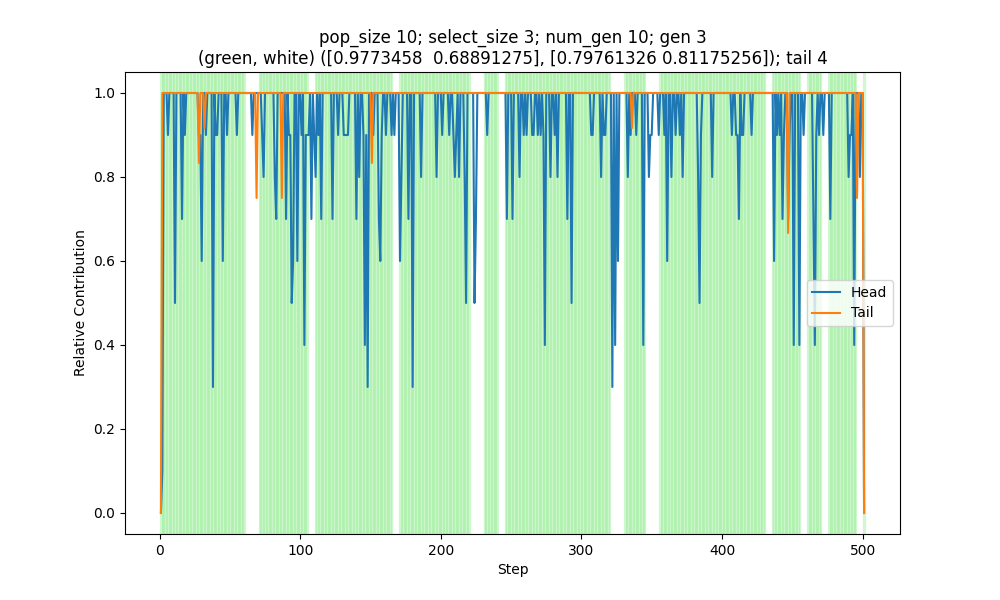 pop_size 10; select_size 3; num_gen 10; gen 3
(green, white) ([0.9773458  0.68891275], [0.79761326 0.81175256]); tail 4
1.0
0.8
0.6
0.4
0.2
0.0
Relative Contribution
Head
Tail
0
100
200
300
400
500
Step